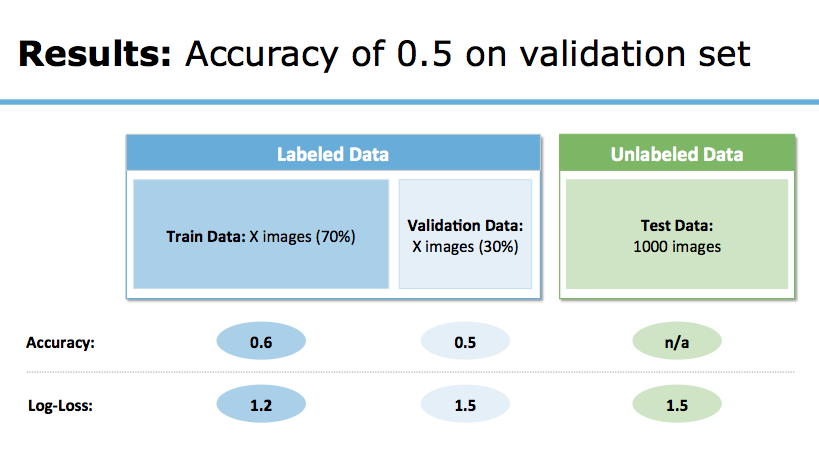 Results: Accuracy of 0.5 on validation set
Labeled Data
Unlabeled Data
Train Data: X images (70%)
Validation Data:
X images (30%)
Test Data:
1000 images
Accuracy:
0.6
0.5
n/a
Log-Loss:
1.2
1.5
1.5